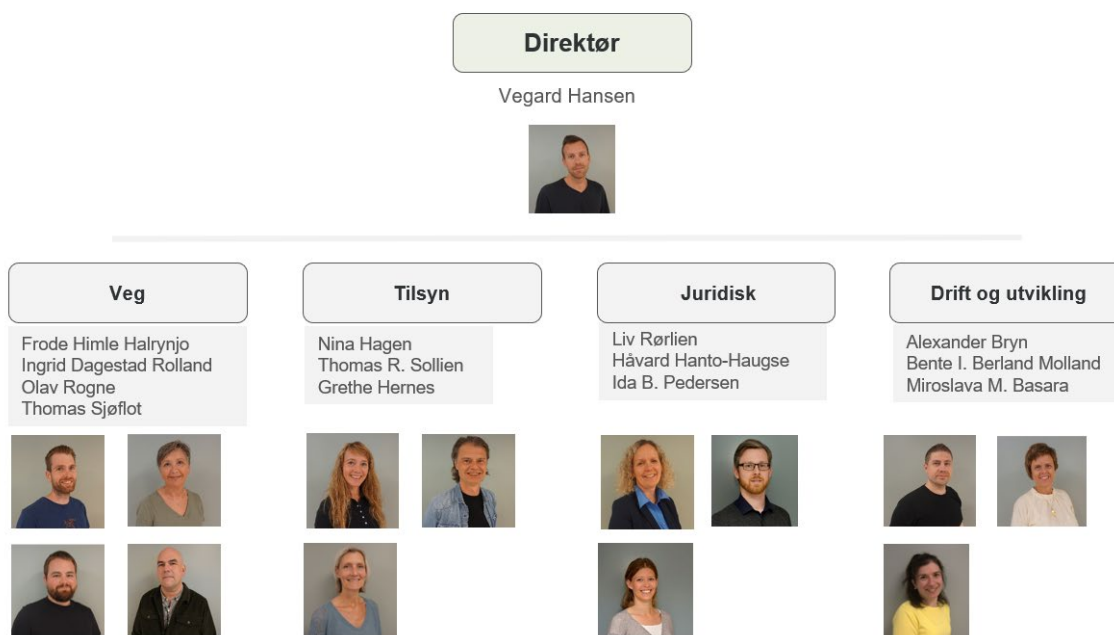 Direktør
Vegard Hansen
Veg
Frode Himle Halrynjo
Ingrid Dagestad Rolland
Olav Rogne
Thomas Sjøflot
Tilsyn
Nina Hagen
Thomas R. Sollien
Grethe Hernes
Juridisk
Liv Rørlien
Håvard Hanto-Haugse
Ida B. Pedersen
Drift og utvikling
Alexander Bryn
Bente I. Berland Molland
Miroslava M. Basara